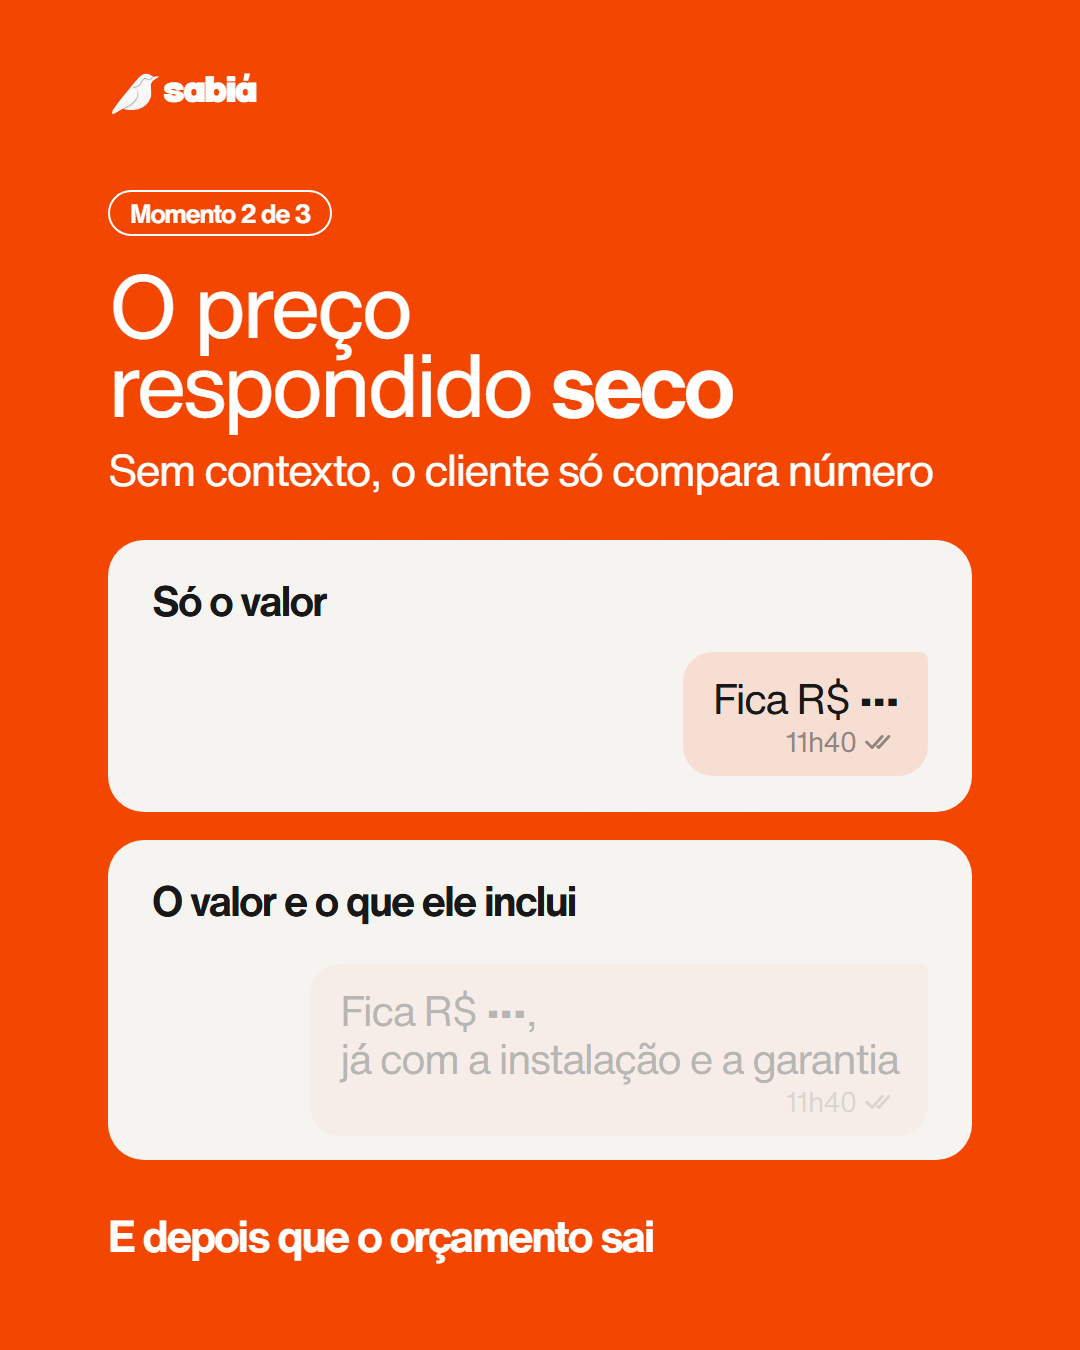 sabiá
Momento 2 de 3
O preço
respondido seco
Sem contexto, o cliente só compara número
Só o valor
Fica R$ ▪▪▪
11h40
O valor e o que ele inclui
Fica R$ ▪▪▪,
já com a instalação e a garantia
11h40
E depois que o orçamento sai